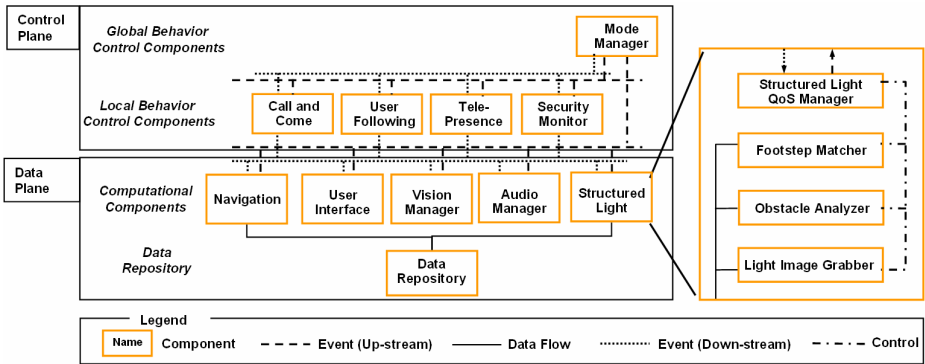 Control
Plane
Global Behavior
Control Components
Mode
Manager
Local Behavior
Control Components
Call and
Come
User
Following
Tele-
Presence
Security
Monitor
Data
Plane
Computational
Components
Navigation
User
Interface
Vision
Manager
Audio
Manager
Structured
Light
Data
Repository
Data
Repository
Structured Light
QoS Manager
Footstep Matcher
Obstacle Analyzer
Light Image Grabber
Legend
Name
Component
Event (Up-stream)
Data Flow
Event (Down-stream)
Control